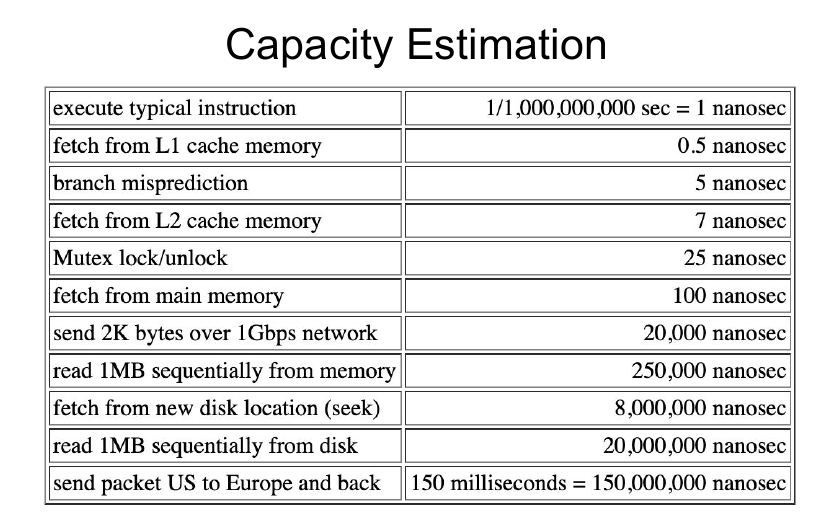 Capacity Estimation
execute typical instruction 1/1,000,000,000 sec = 1 nanosec
fetch from L1 cache memory 0.5 nanosec
branch misprediction 5 nanosec
fetch from L2 cache memory 7 nanosec
Mutex lock/unlock 25 nanosec
fetch from main memory 100 nanosec
send 2K bytes over 1Gbps network 20,000 nanosec
read 1MB sequentially from memory 250,000 nanosec
fetch from new disk location (seek) 8,000,000 nanosec
read 1MB sequentially from disk 20,000,000 nanosec
send packet US to Europe and back 150 milliseconds = 150,000,000 nanosec